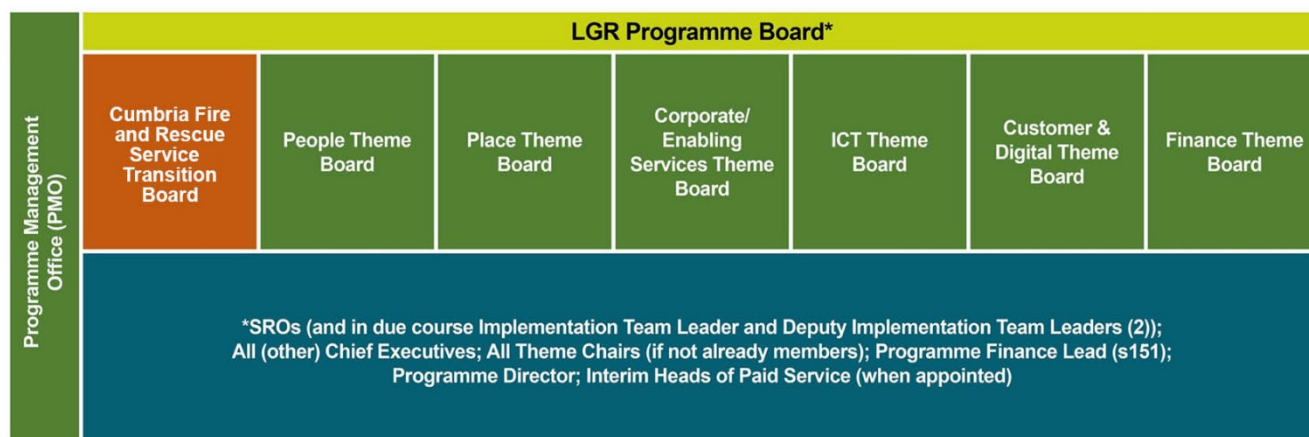 LGR Programme Board*
Programme Management
Office (PMO)
Cumbria Fire
and Rescue
Service
Transition
Board
People Theme
Board
Place Theme
Board
Corporate/
Enabling
Services Theme
Board
ICT Theme
Board
Customer &
Digital Theme
Board
Finance Theme
Board
*SROs (and in due course Implementation Team Leader and Deputy Implementation Team Leaders (2));
All (other) Chief Executives; All Theme Chairs (if not already members); Programme Finance Lead (s151);
Programme Director; Interim Heads of Paid Service (when appointed)